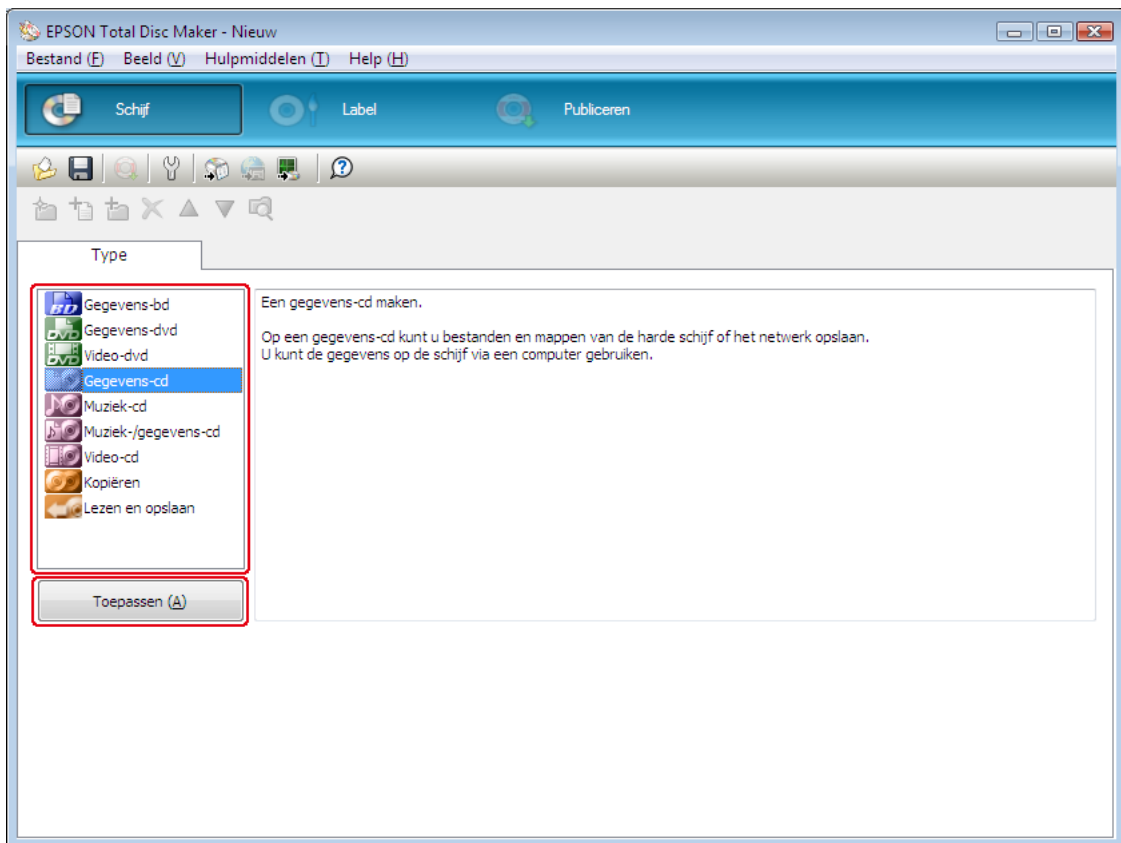 EPSON Total Disc Maker - Nieuw
Bestand (F) Beeld (V) Hulpmiddelen (T) Help (H)
Schijf Label Publiceren
Type
BD Gegevens-bd
DVD Gegevens-dvd
DVD Video-dvd
Gegevens-cd
Muziek-cd
Muziek-/gegevens-cd
Video-cd
Kopiëren
Lezen en opslaan
Toepassen (A)
Een gegevens-cd maken.
Op een gegevens-cd kunt u bestanden en mappen van de harde schijf of het netwerk opslaan.
U kunt de gegevens op de schijf via een computer gebruiken.